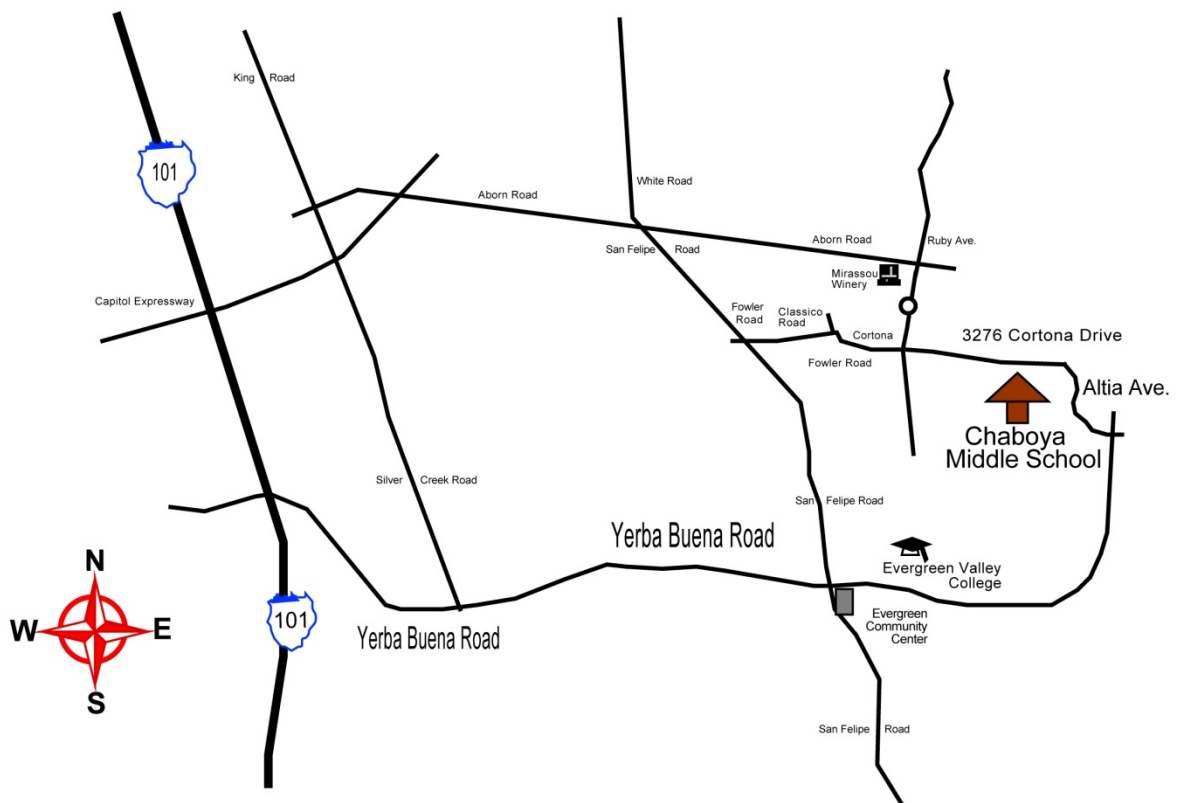 King Road
101
White Road
Aborn Road
San Felipe Road
Aborn Road
Ruby Ave.
Mirassou
Winery
Capitol Expressway
Fowler
Road
Classico
Road
Cortona
Fowler Road
3276 Cortona Drive
Altia Ave.
Chaboya
Middle School
Silver Creek Road
San Felipe Road
Yerba Buena Road
Evergreen Valley
College
N
W E
S
101
Yerba Buena Road
Evergreen
Community
Center
San Felipe Road